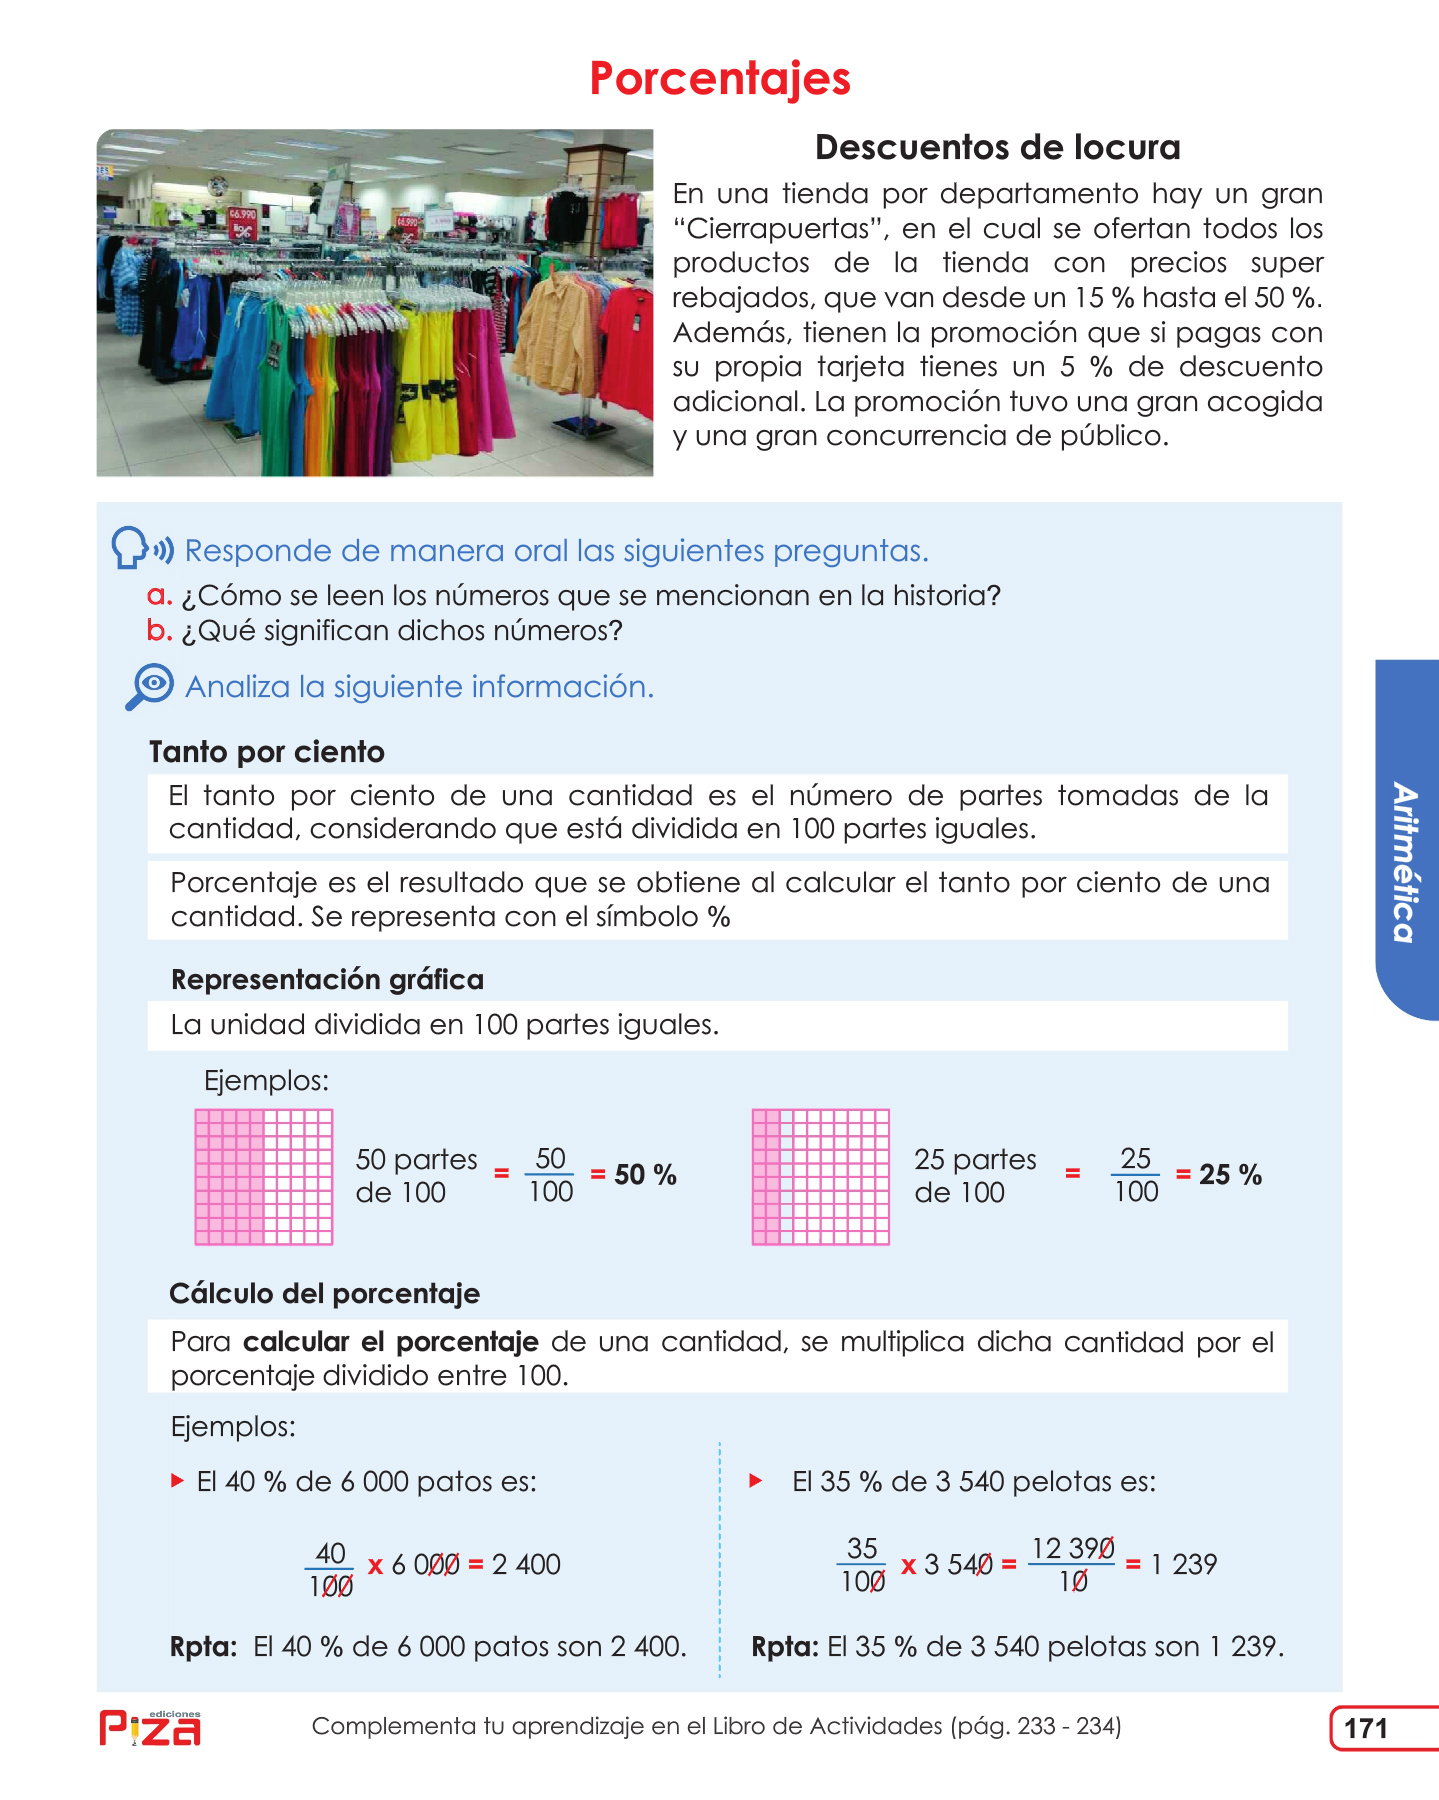 Porcentajes
Descuentos de locura
En una tienda por departamento hay un gran
“Cierrapuertas”, en el cual se ofertan todos los
productos de la tienda con precios super
rebajados, que van desde un 15 % hasta el 50 %.
Además, tienen la promoción que si pagas con
su propia tarjeta tienes un 5 % de descuento
adicional. La promoción tuvo una gran acogida
y una gran concurrencia de público.
₡6.990
₡6.990
Responde de manera oral las siguientes preguntas.
a. ¿Cómo se leen los números que se mencionan en la historia?
b. ¿Qué significan dichos números?
Analiza la siguiente información.
Tanto por ciento
El tanto por ciento de una cantidad es el número de partes tomadas de la
cantidad, considerando que está dividida en 100 partes iguales.
Porcentaje es el resultado que se obtiene al calcular el tanto por ciento de una
cantidad. Se representa con el símbolo %
Representación gráfica
La unidad dividida en 100 partes iguales.
Ejemplos:
50 partes de 100 = 50/100 = 50 %
25 partes de 100 = 25/100 = 25 %
Cálculo del porcentaje
Para calcular el porcentaje de una cantidad, se multiplica dicha cantidad por el
porcentaje dividido entre 100.
Ejemplos:
El 40 % de 6 000 patos es:
40/100 x 6 000 = 2 400
Rpta: El 40 % de 6 000 patos son 2 400.
El 35 % de 3 540 pelotas es:
35/100 x 3 540 = 12 390/10 = 1 239
Rpta: El 35 % de 3 540 pelotas son 1 239.
Aritmética
ediciones
Piza
Complementa tu aprendizaje en el Libro de Actividades (pág. 233 - 234)
171